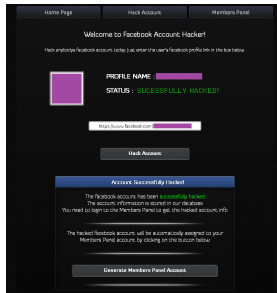 Home Page
Hack Account
Members Panel
Welcome to Facebook Account Hacker!
Hack anybodys facebook account today just enter the user's facebook profile link in the box below.
PROFILE NAME :
STATUS : SUCESSFULLY HACKED!
https://www.facebook.com/
Hack Account
Account Successfully Hacked
The facebook account has been successfully hacked
The account information is stored in our database
You need to login to the Members Panel to get the hacked account info
The hacked facebook account will be automatically assigned to your
Members Panel account by clicking on the button below
Generate Members Panel Account